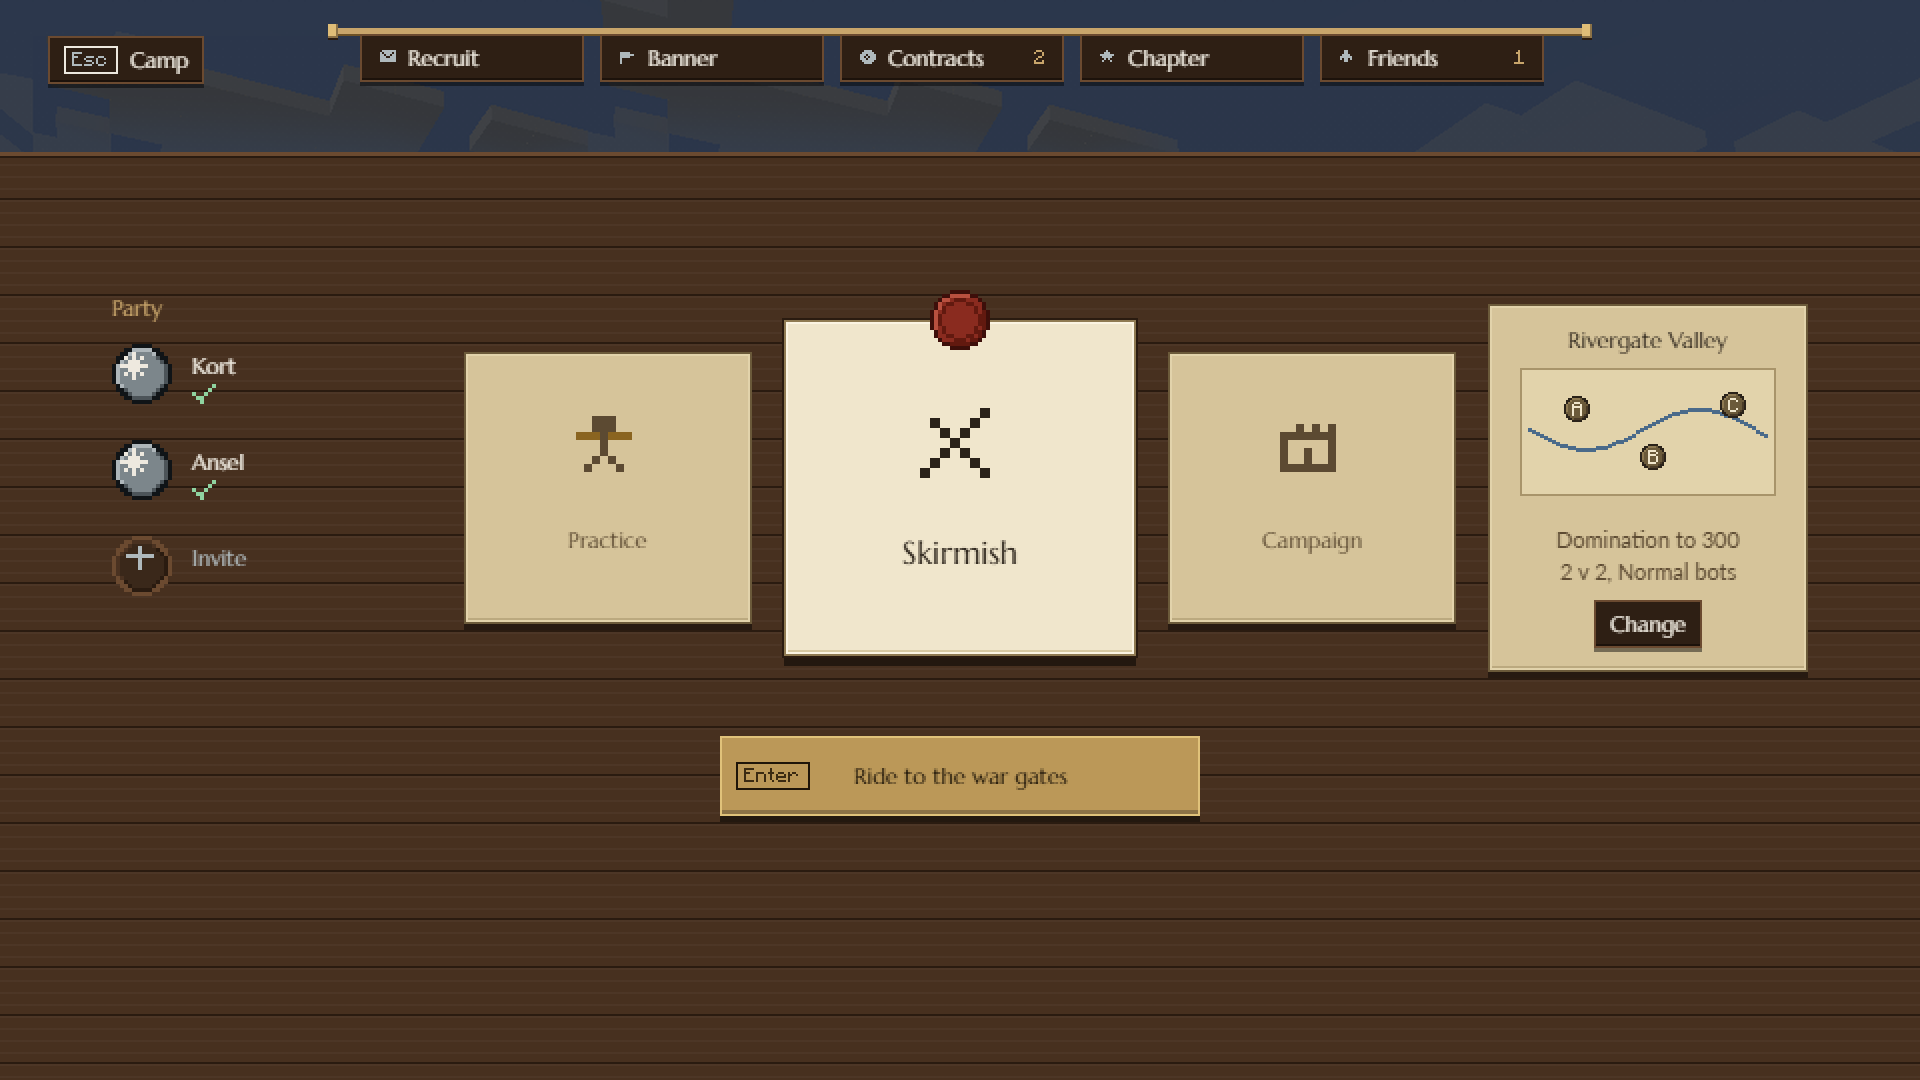 Esc Camp
Recruit
Banner
Contracts 2
Chapter
Friends 1
Party
Kort
Ansel
Invite
Practice
Skirmish
Campaign
Rivergate Valley
A
B
C
Domination to 300
2 v 2, Normal bots
Change
Enter Ride to the war gates